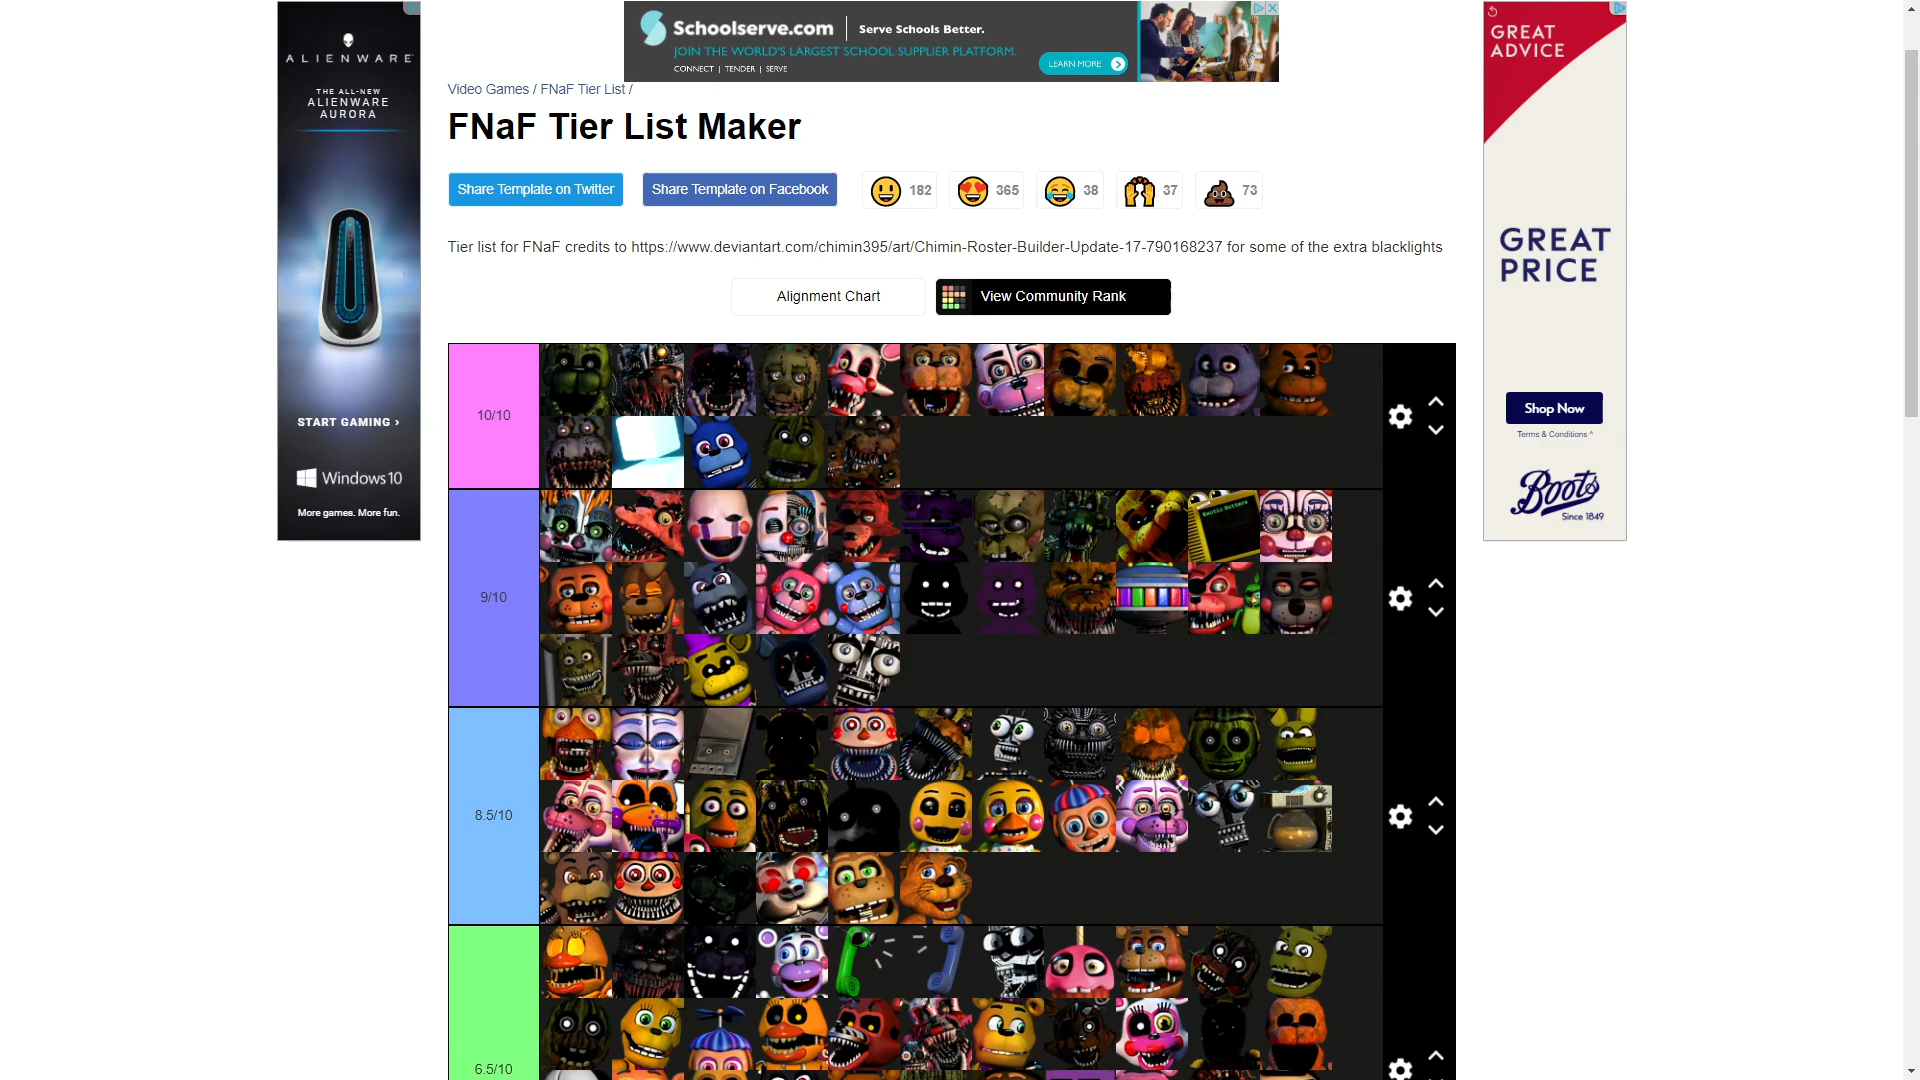 ALIENWARE
THE ALL-NEW
ALIENWARE
AURORA
START GAMING ›
Windows10
More games. More fun.
Schoolserve.com
Serve Schools Better.
JOIN THE WORLD'S LARGEST SCHOOL SUPPLIER PLATFORM.
CONNECT | TENDER | SERVE
LEARN MORE
Video Games / FNaF Tier List /
FNaF Tier List Maker
Share Template on Twitter
Share Template on Facebook
182
365
38
37
73
Tier list for FNaF credits to https://www.deviantart.com/chimin395/art/Chimin-Roster-Builder-Update-17-790168237 for some of the extra blacklights
Alignment Chart
View Community Rank
10/10
9/10
Exotic Butters
8.5/10
6.5/10
GREAT
ADVICE
GREAT
PRICE
Shop Now
Terms & Conditions ^
Boots
Since 1849